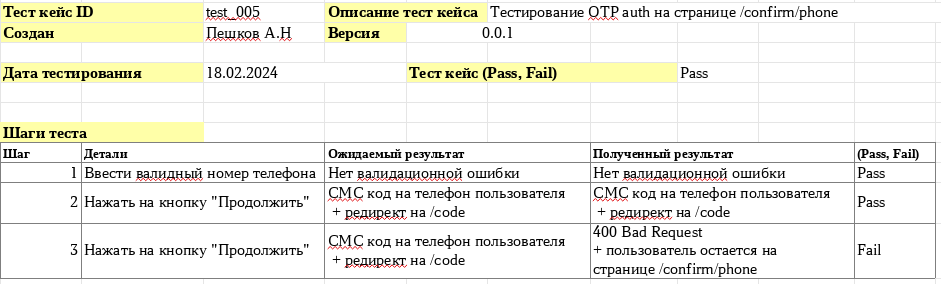 Тест кейс ID test_005 Описание тест кейса Тестирование OTP auth на странице /confirm/phone
Создан Пешков А.Н Версия 0.0.1
Дата тестирования 18.02.2024 Тест кейс (Pass, Fail) Pass
Шаги теста
Шаг Детали Ожидаемый результат Полученный результат (Pass, Fail)
1 Ввести валидный номер телефона Нет валидационной ошибки Нет валидационной ошибки Pass
2 Нажать на кнопку "Продолжить" СМС код на телефон пользователя
+ редирект на /code
СМС код на телефон пользователя
+ редирект на /code
Pass
3 Нажать на кнопку "Продолжить" СМС код на телефон пользователя
+ редирект на /code
400 Bad Request
+ пользователь остается на
странице /confirm/phone
Fail